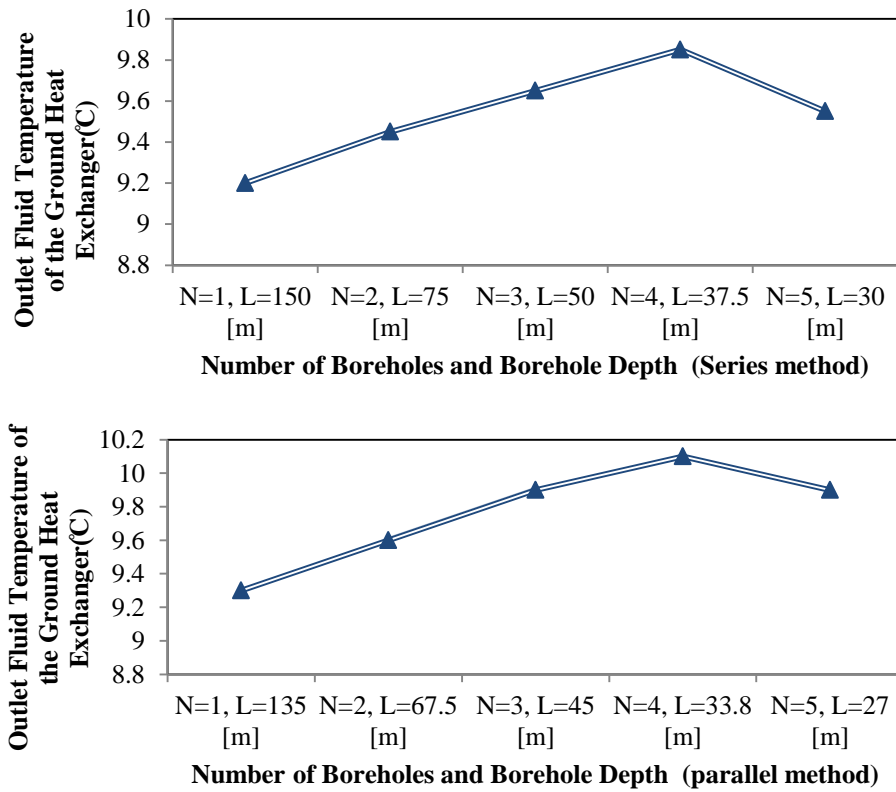 Outlet Fluid Temperature
of the Ground Heat
Exchanger(℃)
10
9.8
9.6
9.4
9.2
9
8.8
N=1, L=150 [m]
N=2, L=75 [m]
N=3, L=50 [m]
N=4, L=37.5 [m]
N=5, L=30 [m]
Number of Boreholes and Borehole Depth (Series method)
Outlet Fluid Temperature of
the Ground Heat
Exchanger(℃)
10.2
10
9.8
9.6
9.4
9.2
9
8.8
N=1, L=135 [m]
N=2, L=67.5 [m]
N=3, L=45 [m]
N=4, L=33.8 [m]
N=5, L=27 [m]
Number of Boreholes and Borehole Depth (parallel method)